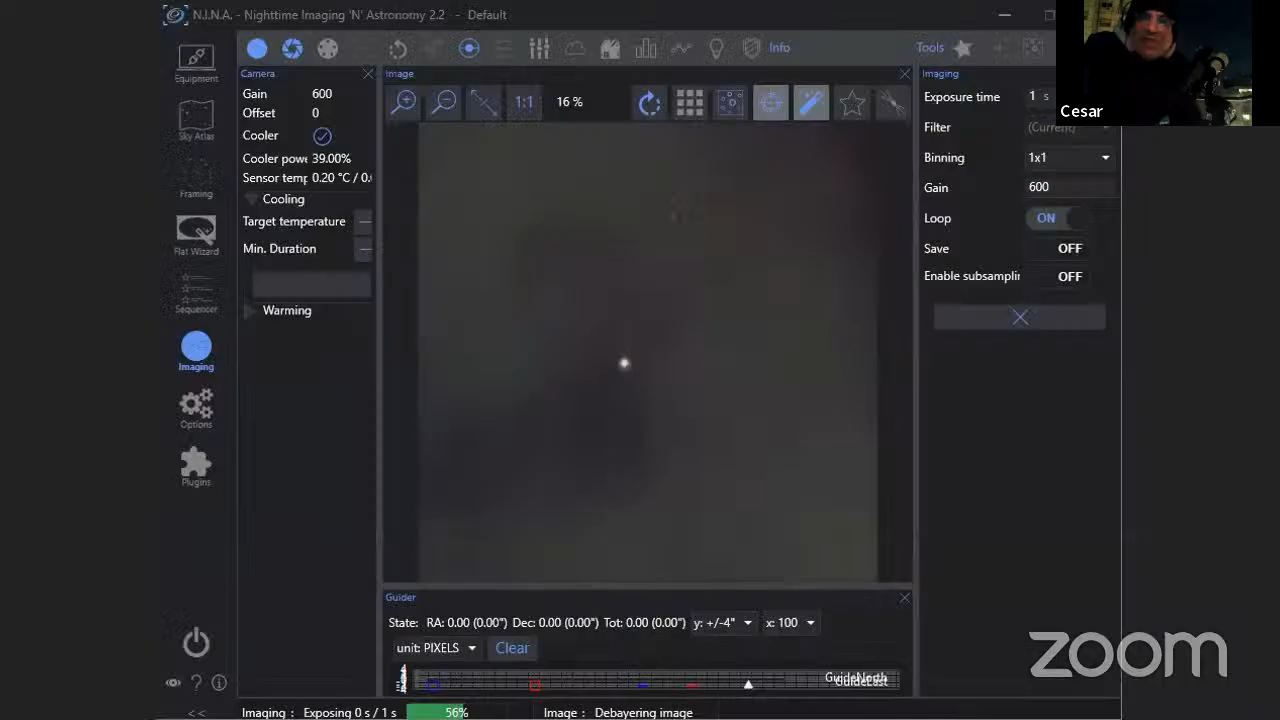 N.I.N.A. - Nighttime Imaging 'N' Astronomy 2.2 - Default
Info
Tools
Cesar
Equipment
Sky Atlas
Framing
Flat Wizard
Sequencer
Imaging
Options
Plugins
Camera
Gain 600
Offset 0
Cooler
Cooler powe 39.00%
Sensor temp 0.20 °C / 0.
Cooling
Target temperature
Min. Duration
Warming
Image
1:1
16 %
Imaging
Exposure time 1 s
Filter (Current)
Binning 1x1
Gain 600
Loop ON
Save OFF
Enable subsamplin OFF
Guider
State: RA: 0.00 (0.00") Dec: 0.00 (0.00") Tot: 0.00 (0.00") y: +/-4" x: 100
unit: PIXELS Clear
GuideNorth
GuideEast
<< Imaging : Exposing 0 s / 1 s 56% Image : Debayering image
zoom